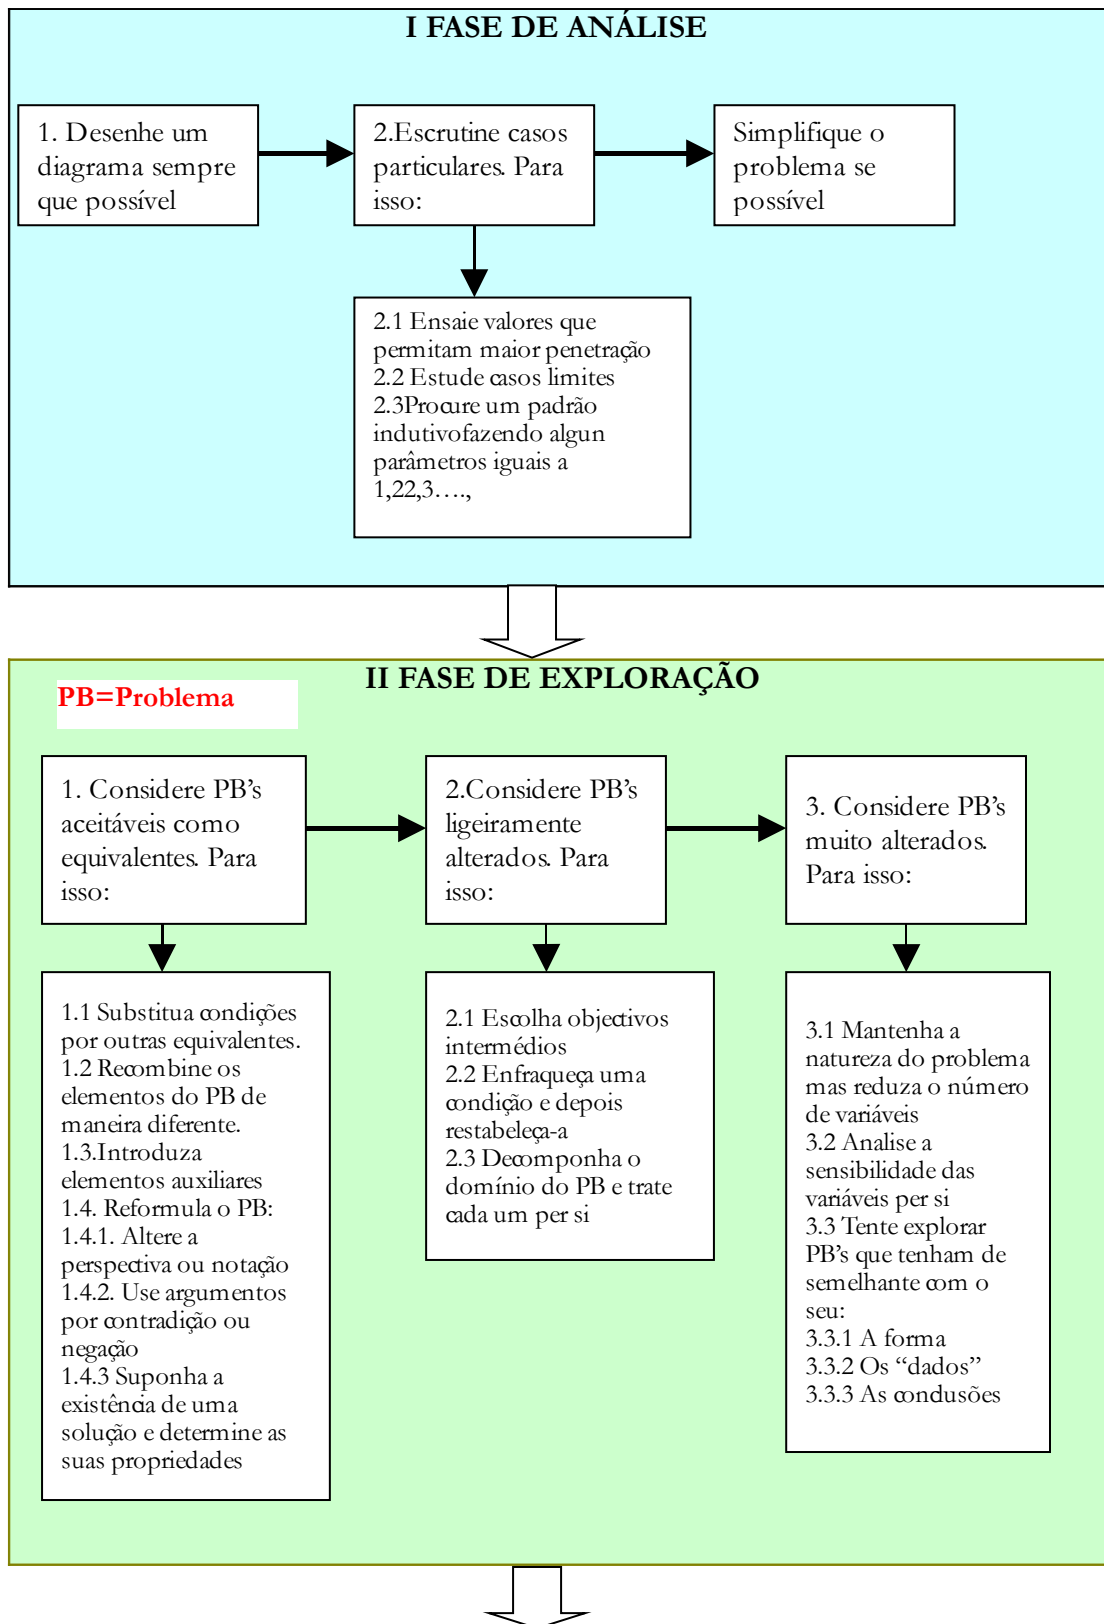 I FASE DE ANÁLISE
1. Desenhe um
diagrama sempre
que possível
2.Escrutine casos
particulares. Para
isso:
Simplifique o
problema se
possível
2.1 Ensaie valores que
permitam maior penetração
2.2 Estude casos limites
2.3Procure um padrão
indutivofazendo algun
parâmetros iguais a
1,22,3….,
II FASE DE EXPLORAÇÃO
PB=Problema
1. Considere PB’s
aceitáveis como
equivalentes. Para
isso:
2.Considere PB’s
ligeiramente
alterados. Para
isso:
3. Considere PB’s
muito alterados.
Para isso:
1.1 Substitua condições
por outras equivalentes.
1.2 Recombine os
elementos do PB de
maneira diferente.
1.3.Introduza
elementos auxiliares
1.4. Reformula o PB:
1.4.1. Altere a
perspectiva ou notação
1.4.2. Use argumentos
por contradição ou
negação
1.4.3 Suponha a
existência de uma
solução e determine as
suas propriedades
2.1 Escolha objectivos
intermédios
2.2 Enfraqueça uma
condição e depois
restabeleça-a
2.3 Decomponha o
domínio do PB e trate
cada um per si
3.1 Mantenha a
natureza do problema
mas reduza o número
de variáveis
3.2 Analise a
sensibilidade das
variáveis per si
3.3 Tente explorar
PB’s que tenham de
semelhante com o
seu:
3.3.1 A forma
3.3.2 Os “dados”
3.3.3 As conclusões